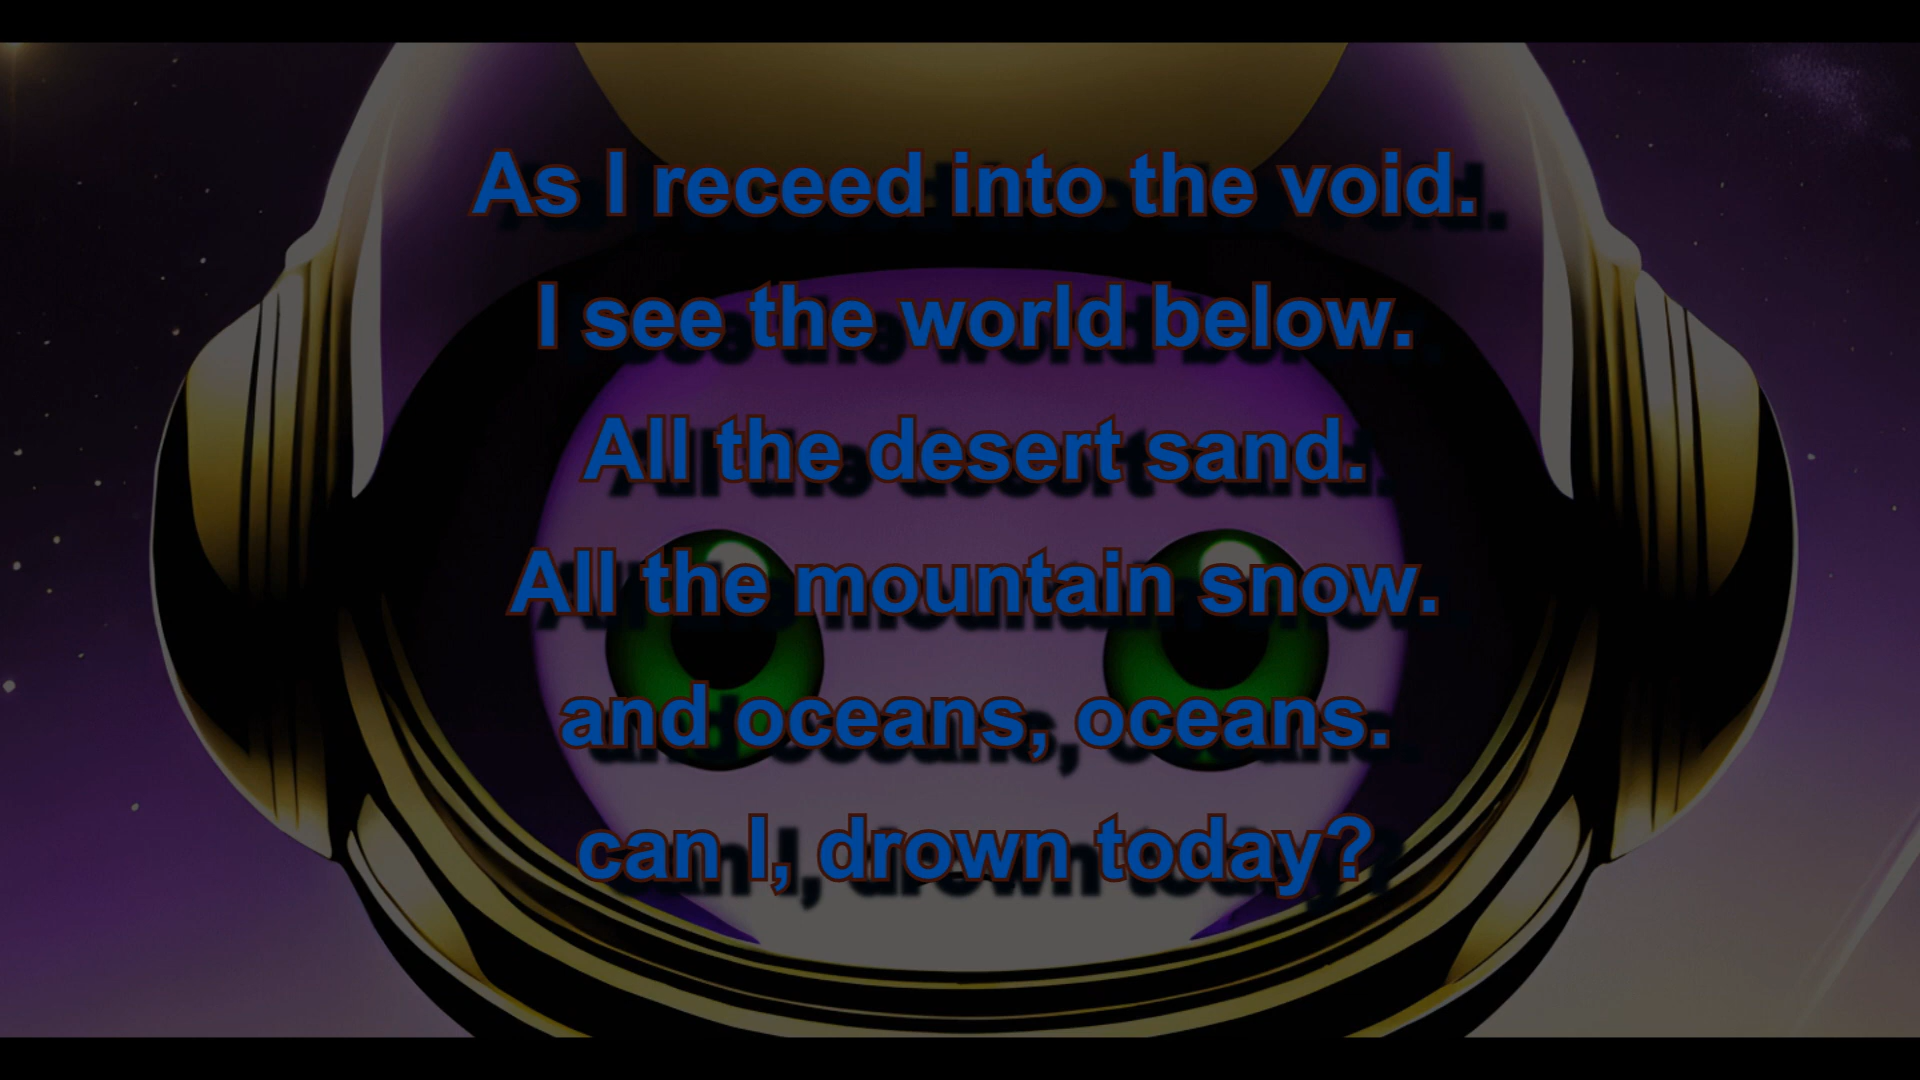 As I receed into the void.
I see the world below.
All the desert sand.
All the mountain snow.
and oceans, oceans.
can I, drown today?